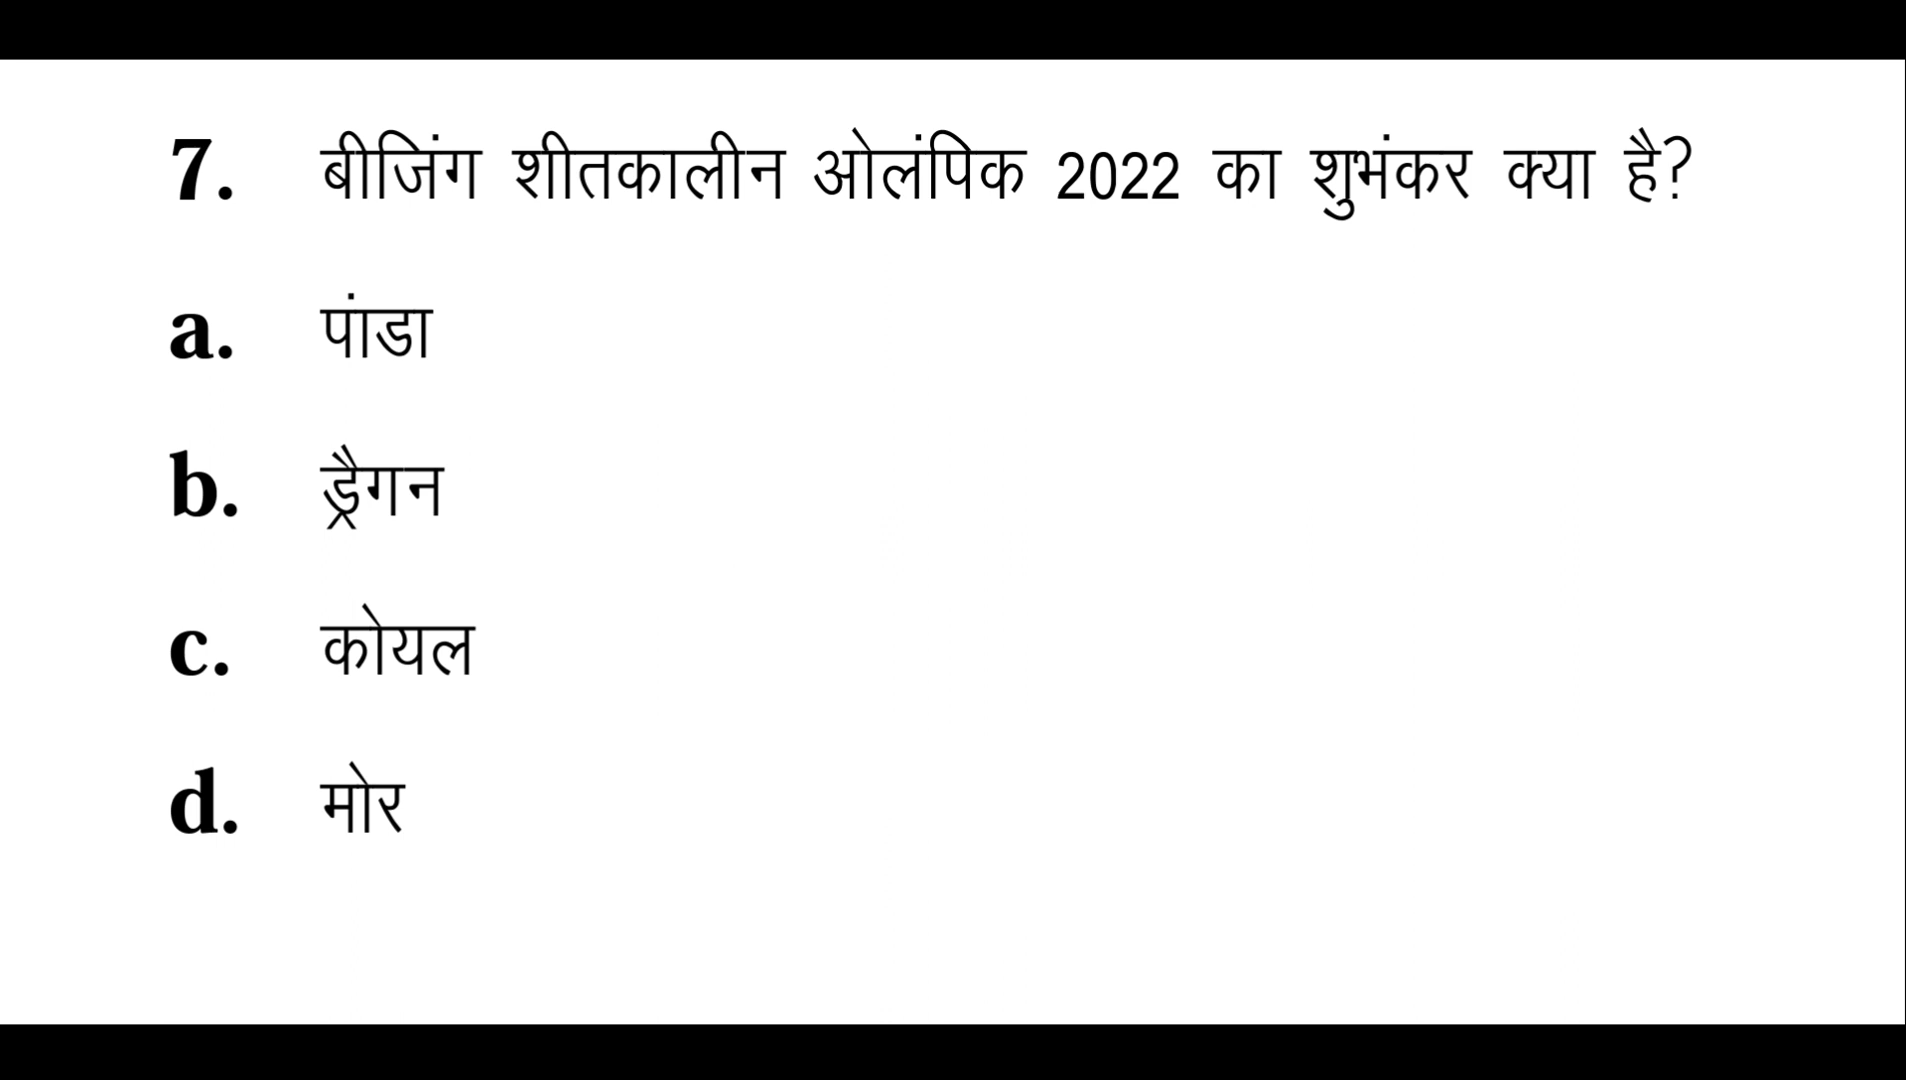 7. बीजिंग शीतकालीन ओलंपिक 2022 का शुभंकर क्या है?
a. पांडा
b. ड्रैगन
c. कोयल
d. मोर